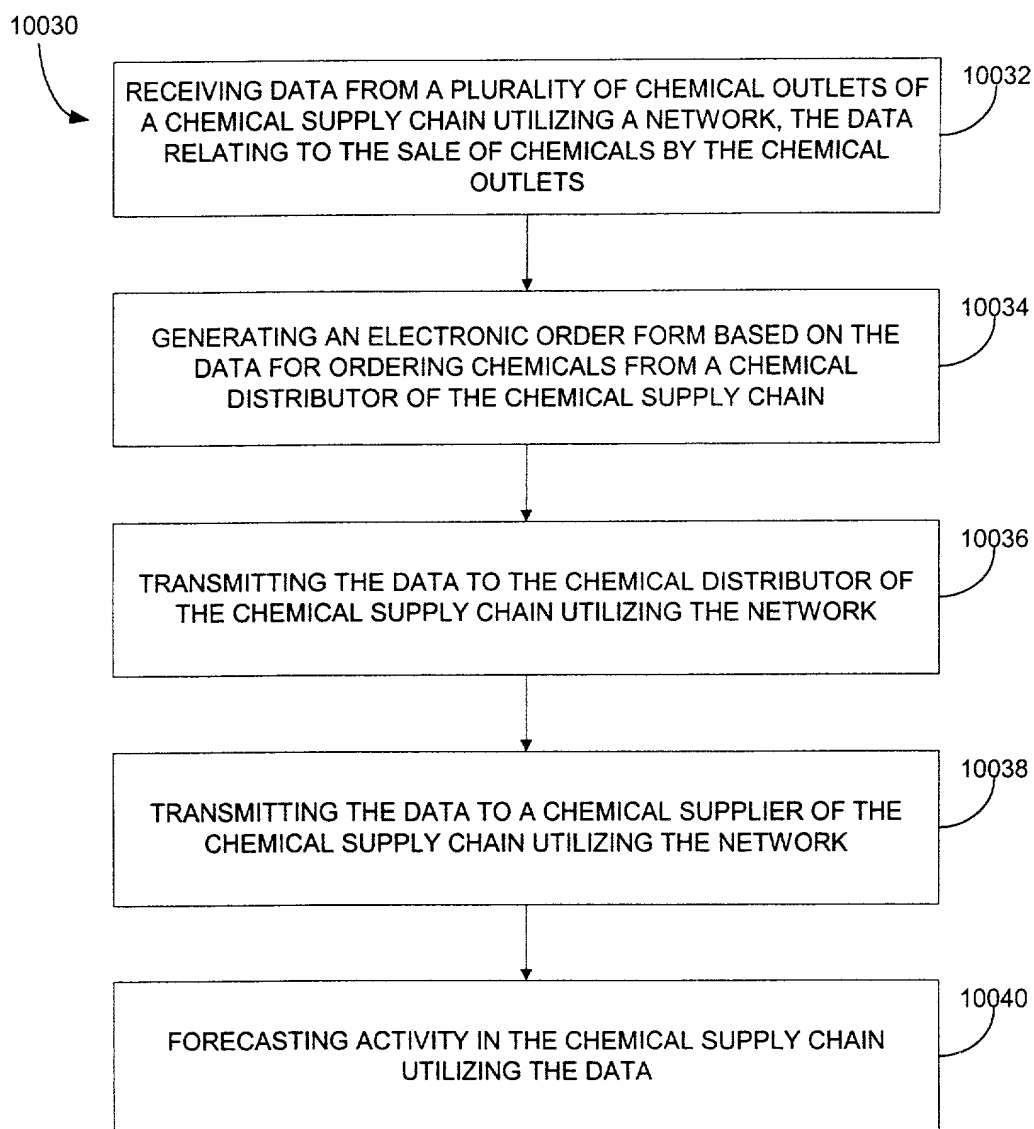 10030
RECEIVING DATA FROM A PLURALITY OF CHEMICAL OUTLETS OF
A CHEMICAL SUPPLY CHAIN UTILIZING A NETWORK, THE DATA
RELATING TO THE SALE OF CHEMICALS BY THE CHEMICAL
OUTLETS
10032
GENERATING AN ELECTRONIC ORDER FORM BASED ON THE
DATA FOR ORDERING CHEMICALS FROM A CHEMICAL
DISTRIBUTOR OF THE CHEMICAL SUPPLY CHAIN
10034
TRANSMITTING THE DATA TO THE CHEMICAL DISTRIBUTOR OF
THE CHEMICAL SUPPLY CHAIN UTILIZING THE NETWORK
10036
TRANSMITTING THE DATA TO A CHEMICAL SUPPLIER OF THE
CHEMICAL SUPPLY CHAIN UTILIZING THE NETWORK
10038
FORECASTING ACTIVITY IN THE CHEMICAL SUPPLY CHAIN
UTILIZING THE DATA
10040